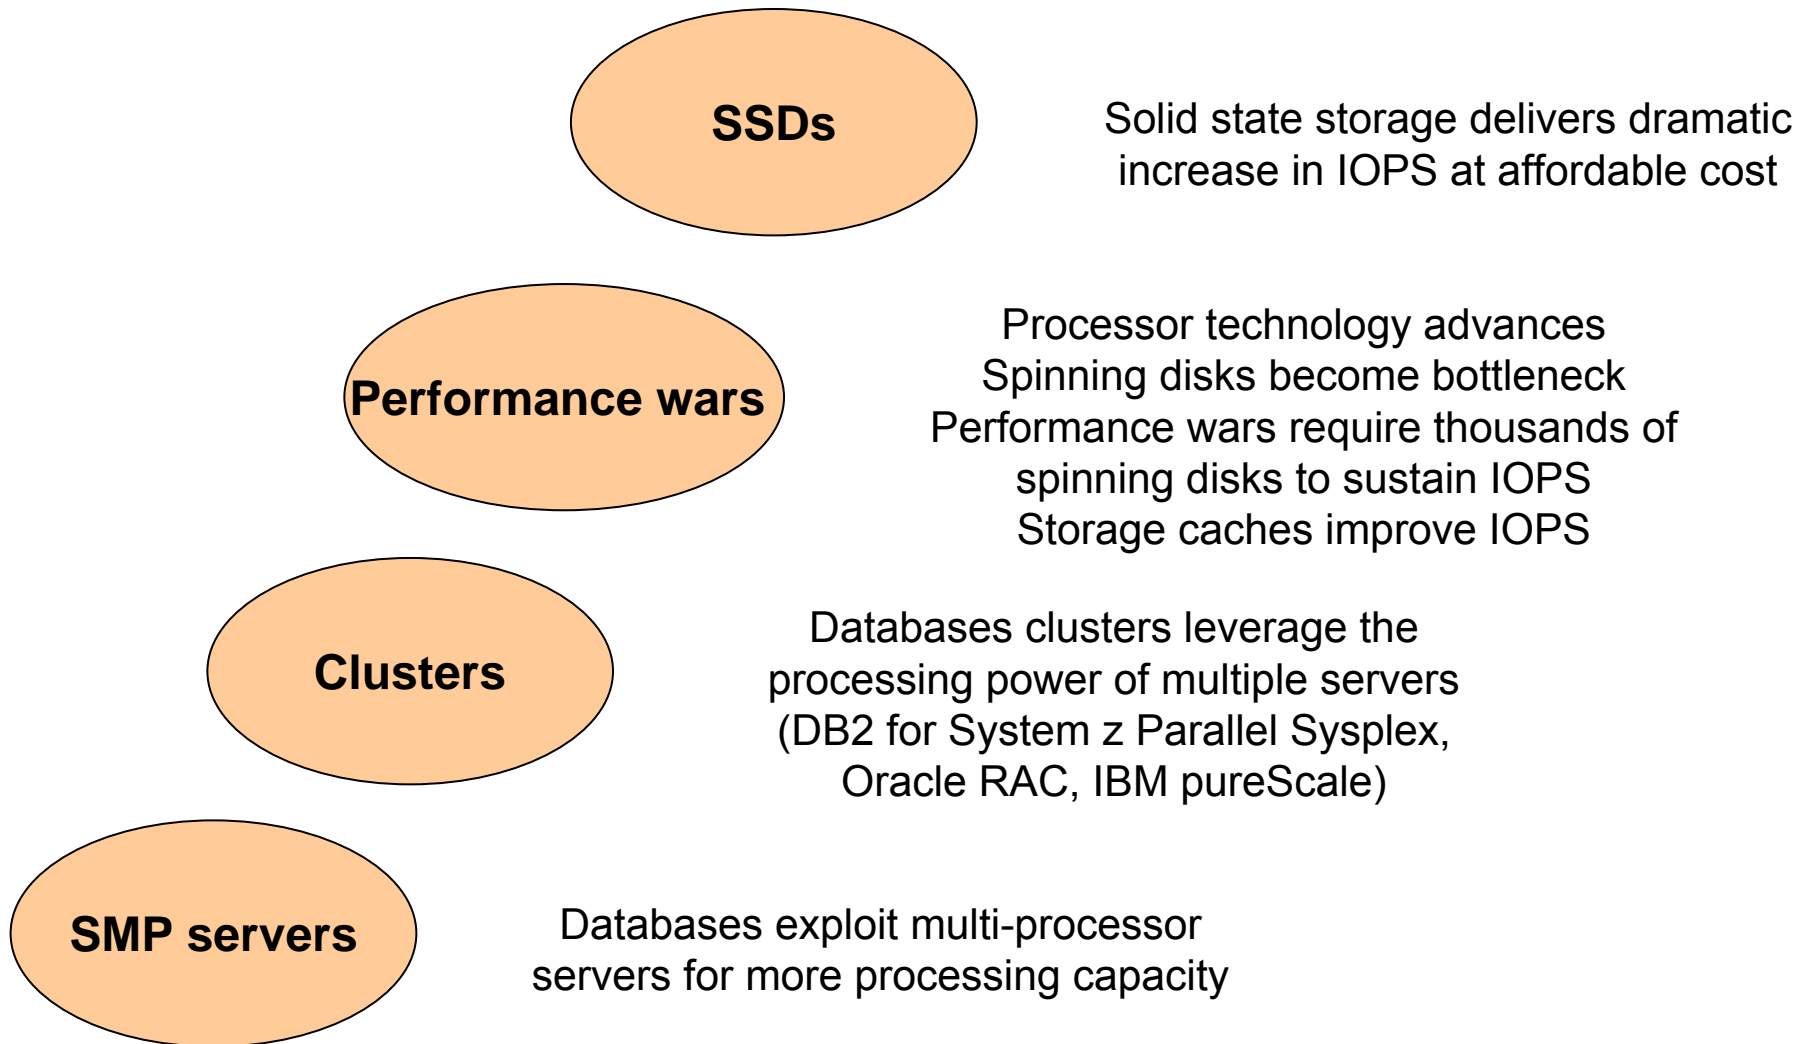 SSDs
Solid state storage delivers dramatic
increase in IOPS at affordable cost
Performance wars
Processor technology advances
Spinning disks become bottleneck
Performance wars require thousands of
spinning disks to sustain IOPS
Storage caches improve IOPS
Clusters
Databases clusters leverage the
processing power of multiple servers
(DB2 for System z Parallel Sysplex,
Oracle RAC, IBM pureScale)
SMP servers
Databases exploit multi-processor
servers for more processing capacity